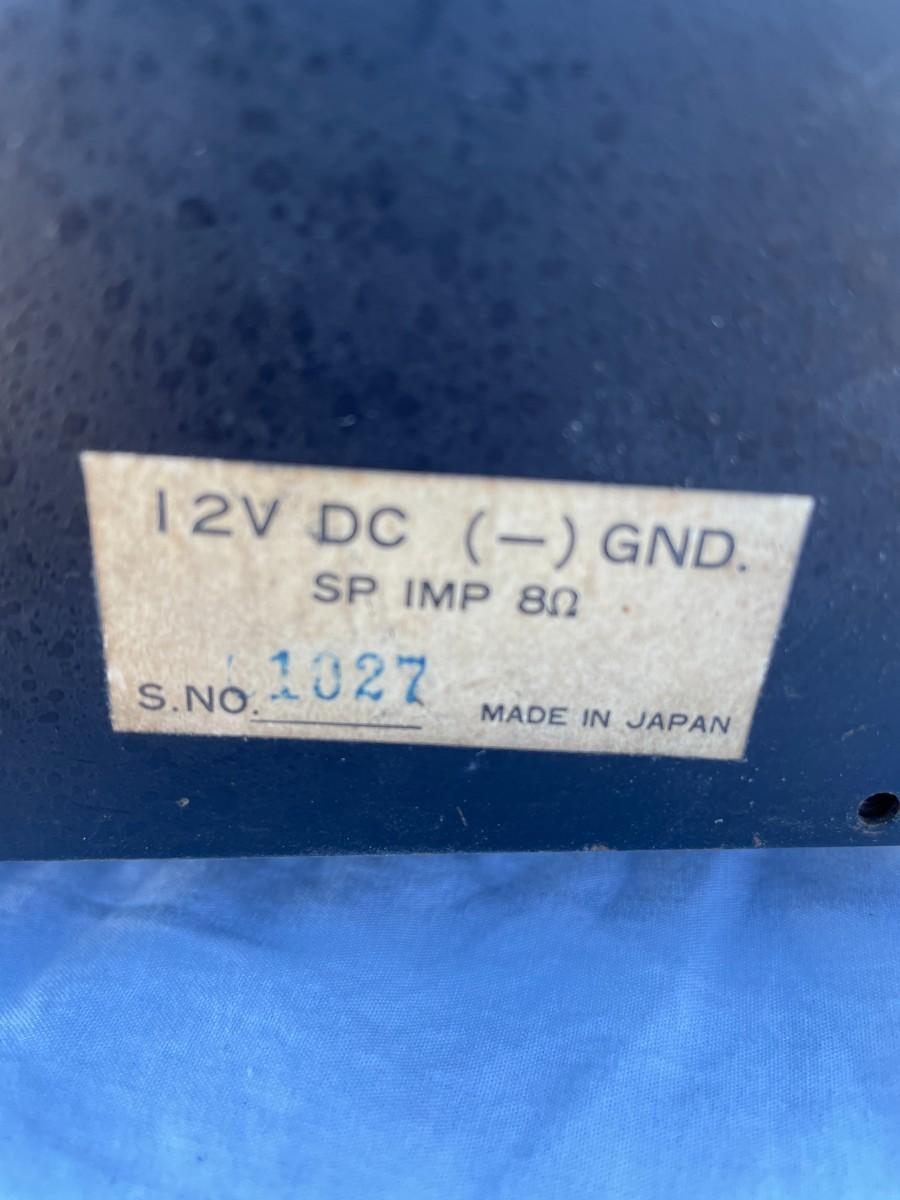 12V DC (—) GND.
SP IMP 8Ω
S.NO. 1027 MADE IN JAPAN